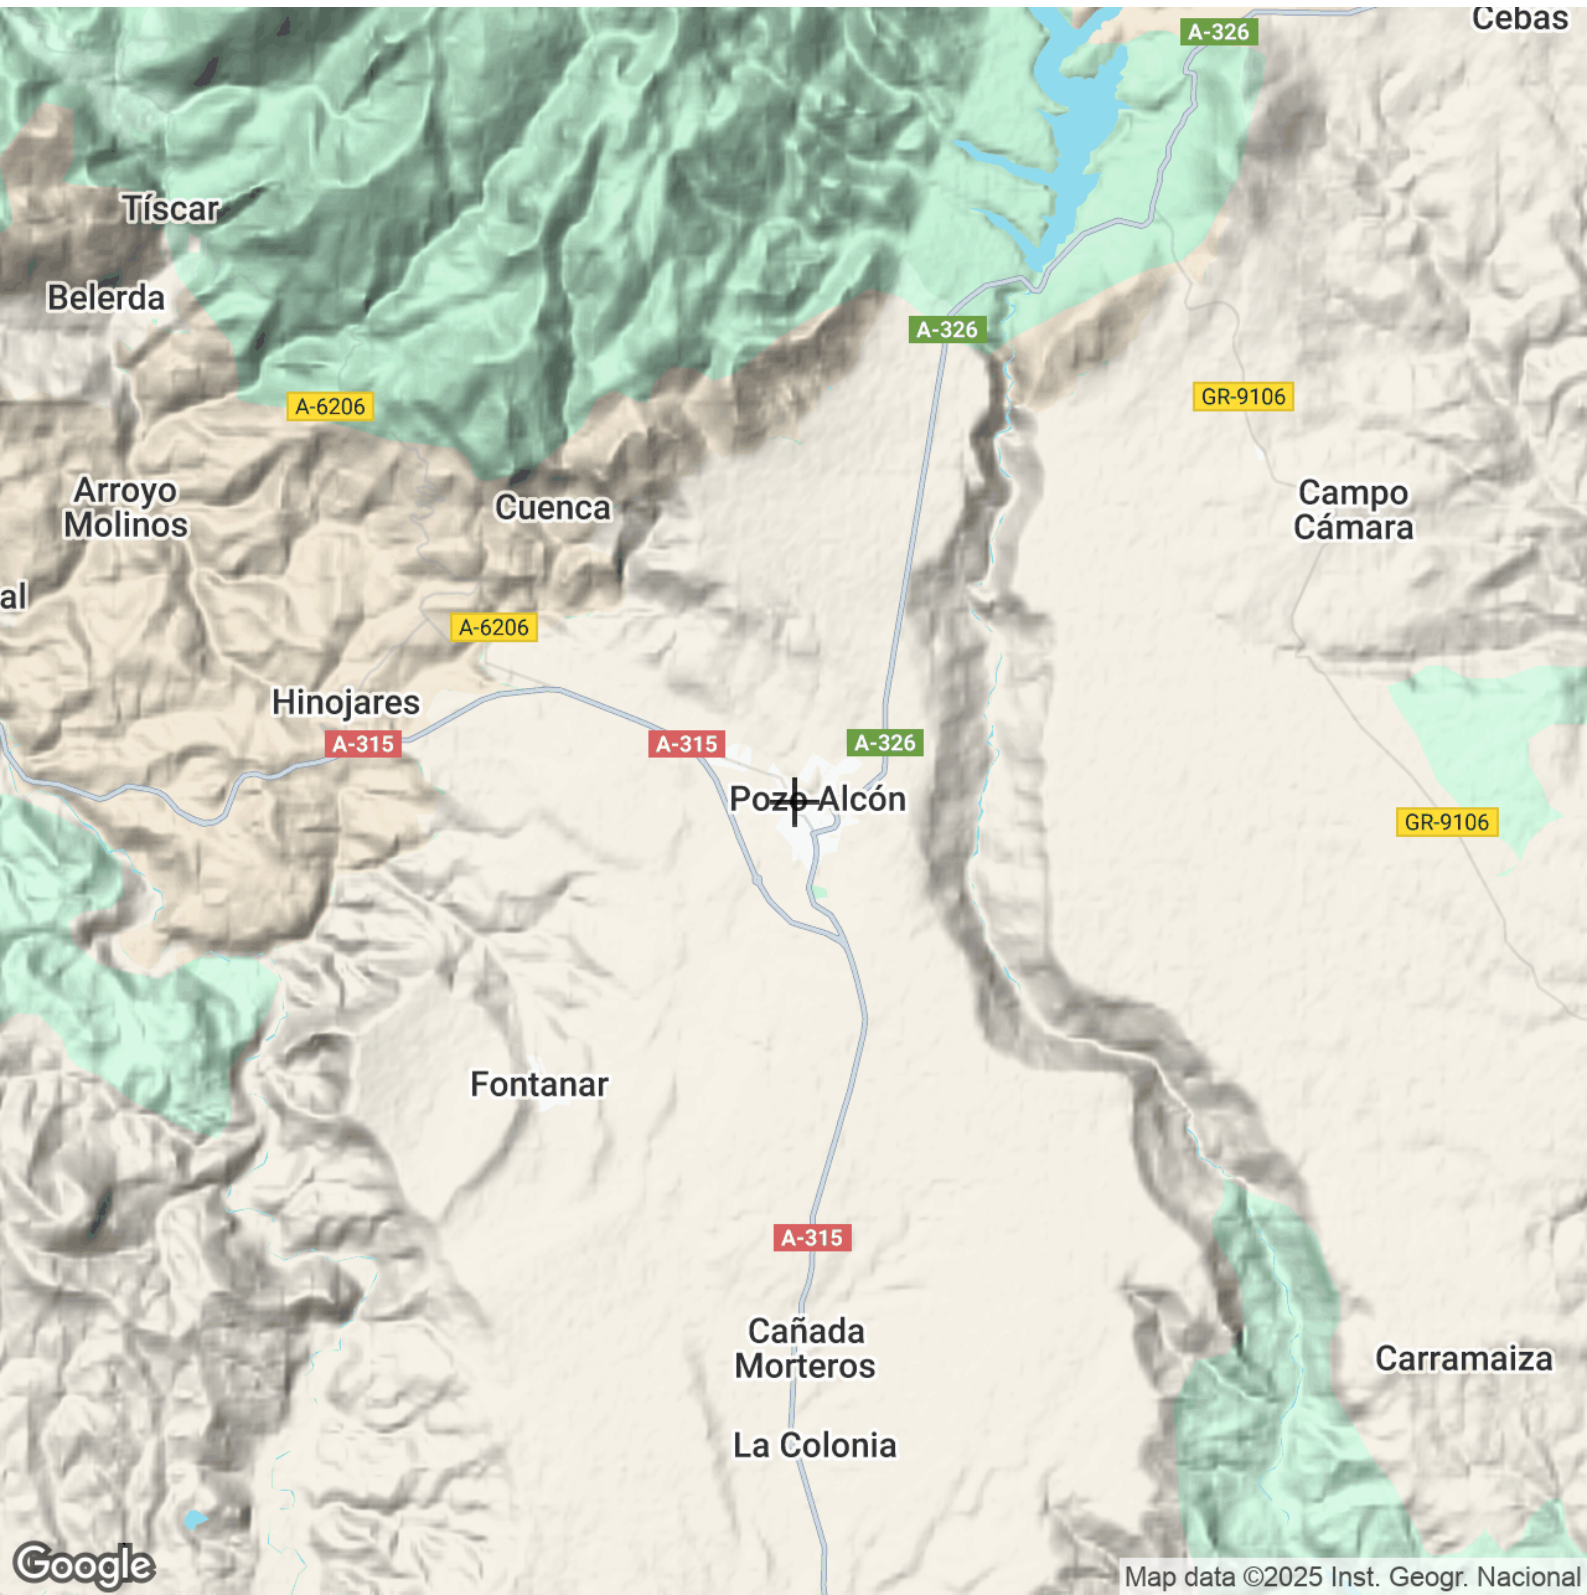 Cebas
A-326
Tíscar
Belerda
A-326
A-6206
GR-9106
Arroyo
Molinos
Cuenca
Campo
Cámara
al
A-6206
Hinojares
A-315
A-315
A-326
Pozo Alcón
GR-9106
Fontanar
A-315
Cañada
Morteros
Carramaiza
La Colonia
Google
Map data ©2025 Inst. Geogr. Nacional